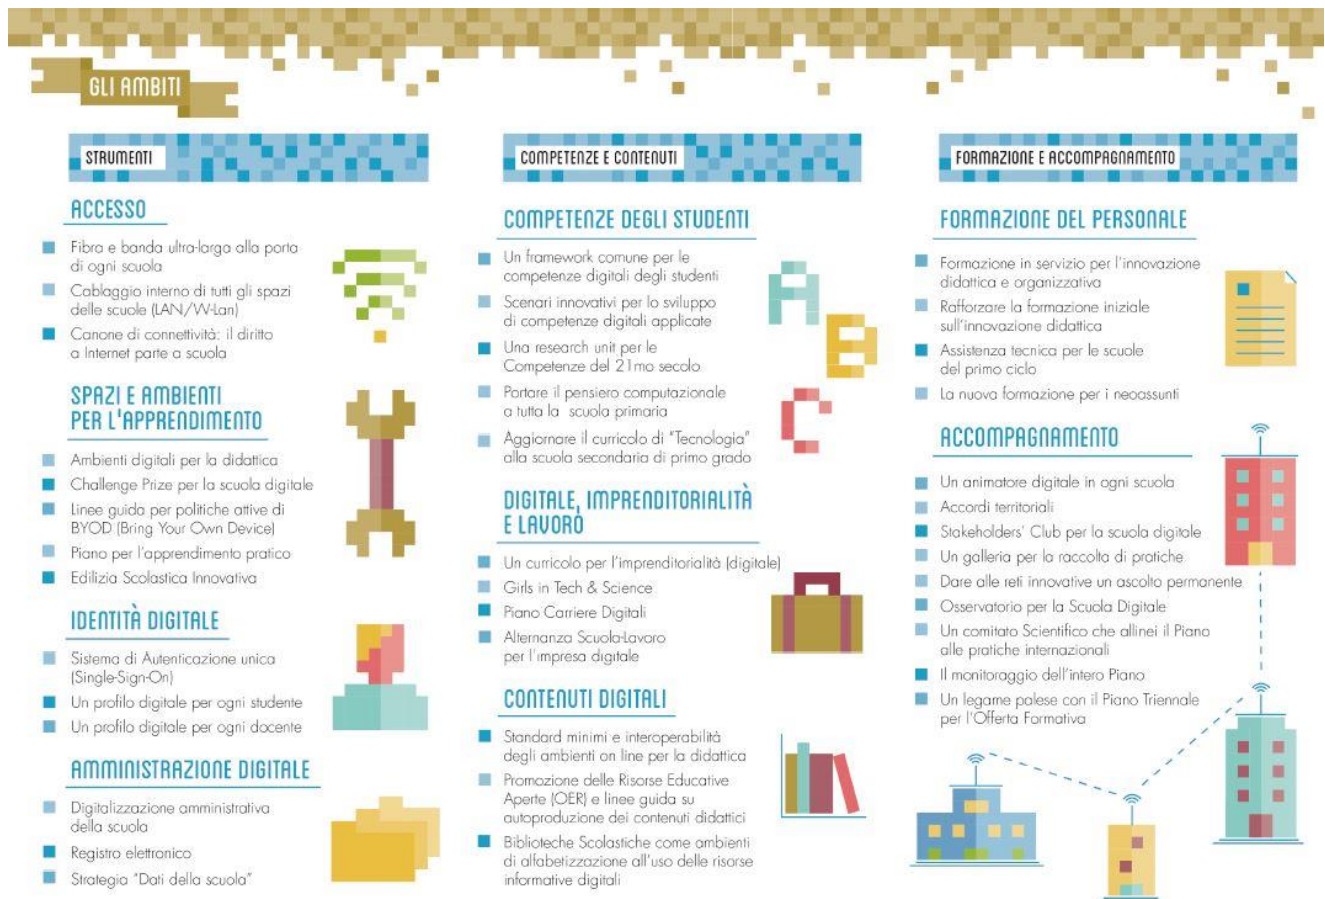 GLI AMBITI
STRUMENTI
ACCESSO
Fibra e banda ultra-larga alla porta
di ogni scuola
Cablaggio interno di tutti gli spazi
delle scuole (LAN/W-Lan)
Canone di connettività: il diritto
a Internet parte a scuola
SPAZI E AMBIENTI
PER L'APPRENDIMENTO
Ambienti digitali per la didattica
Challenge Prize per la scuola digitale
Linee guida per politiche attive di
BYOD (Bring Your Own Device)
Piano per l'apprendimento pratico
Edilizia Scolastica Innovativa
IDENTITÀ DIGITALE
Sistema di Autenticazione unica
(Single-Sign-On)
Un profilo digitale per ogni studente
Un profilo digitale per ogni docente
AMMINISTRAZIONE DIGITALE
Digitalizzazione amministrativa
della scuola
Registro elettronico
Strategia "Dati della scuola"
COMPETENZE E CONTENUTI
COMPETENZE DEGLI STUDENTI
Un framework comune per le
competenze digitali degli studenti
Scenari innovativi per lo sviluppo
di competenze digitali applicate
Una research unit per le
Competenze del 21mo secolo
Portare il pensiero computazionale
a tutta la scuola primaria
Aggiornare il curricolo di "Tecnologia"
alla scuola secondaria di primo grado
A
B
C
DIGITALE, IMPRENDITORIALITÀ
E LAVORO
Un curricolo per l'imprenditorialità (digitale)
Girls in Tech & Science
Piano Carriere Digitali
Alternanza Scuola-Lavoro
per l'impresa digitale
CONTENUTI DIGITALI
Standard minimi e interoperabilità
degli ambienti on line per la didattica
Promozione delle Risorse Educative
Aperte (OER) e linee guida su
autoproduzione dei contenuti didattici
Biblioteche Scolastiche come ambienti
di alfabetizzazione all'uso delle risorse
informative digitali
FORMAZIONE E ACCOMPAGNAMENTO
FORMAZIONE DEL PERSONALE
Formazione in servizio per l'innovazione
didattica e organizzativa
Rafforzare la formazione iniziale
sull'innovazione didattica
Assistenza tecnica per le scuole
del primo ciclo
La nuova formazione per i neoassunti
ACCOMPAGNAMENTO
Un animatore digitale in ogni scuola
Accordi territoriali
Stakeholders' Club per la scuola digitale
Un galleria per la raccolta di pratiche
Dare alle reti innovative un ascolto permanente
Osservatorio per la Scuola Digitale
Un comitato Scientifico che allinei il Piano
alle pratiche internazionali
Il monitoraggio dell'intero Piano
Un legame palese con il Piano Triennale
per l'Offerta Formativa